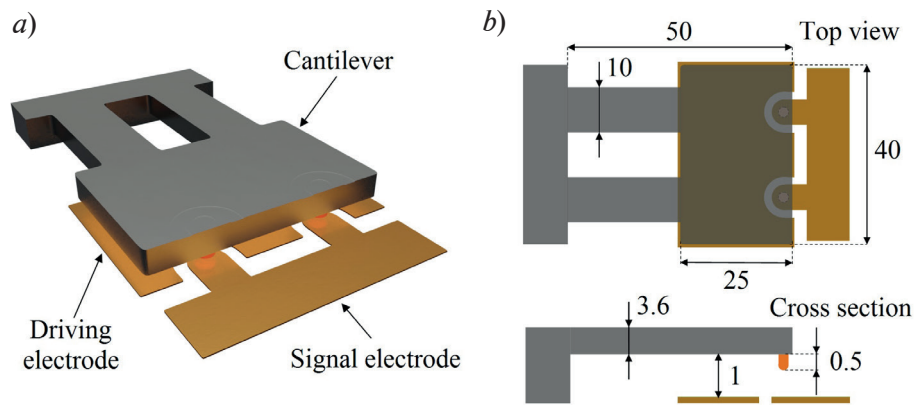 a)
Cantilever
Driving
electrode
Signal electrode
b)
50
Top view
10
40
25
3.6
Cross section
1
0.5